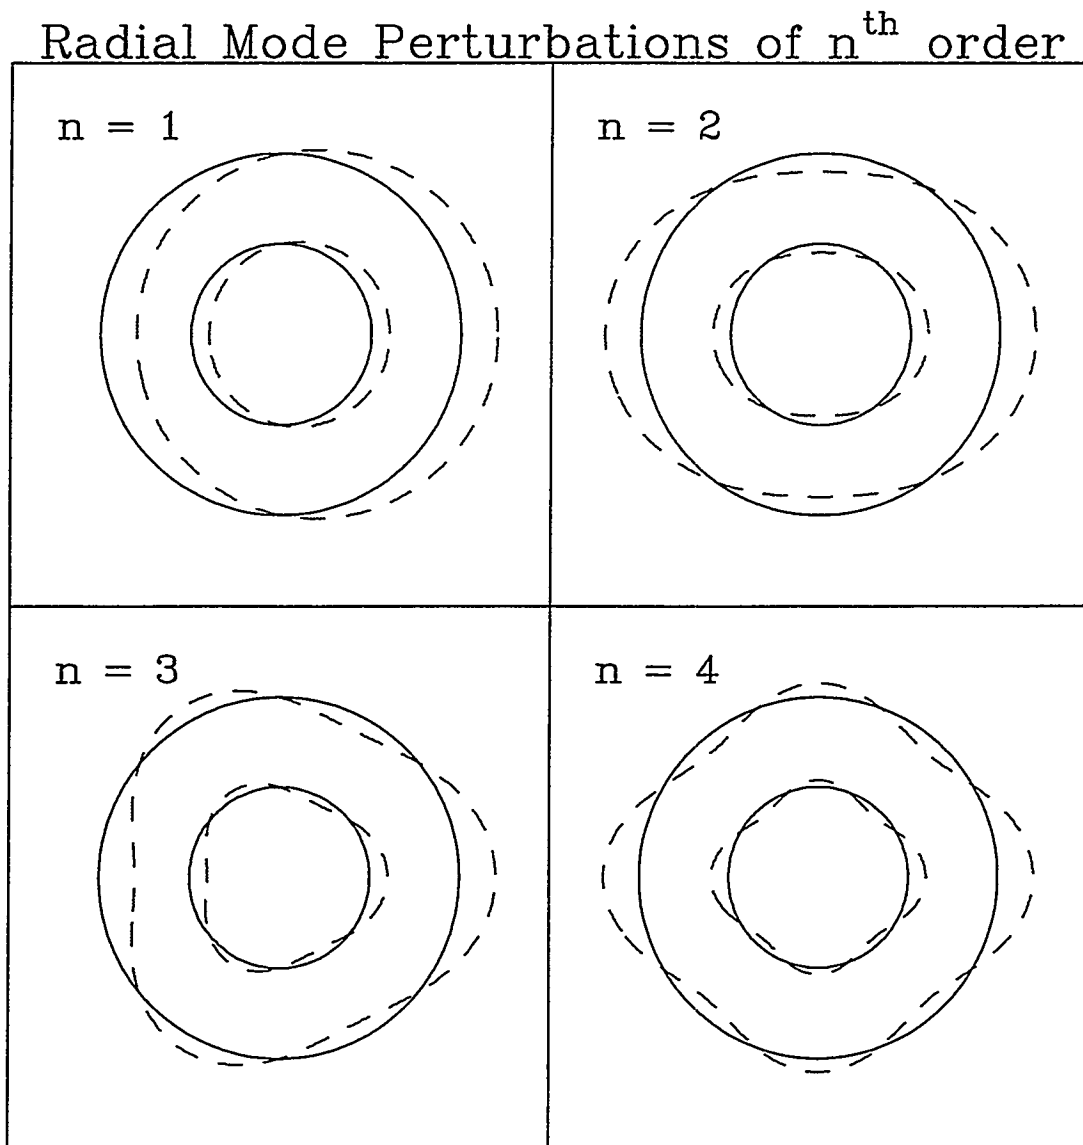 Radial Mode Perturbations of n^th order
n = 1
n = 2
n = 3
n = 4